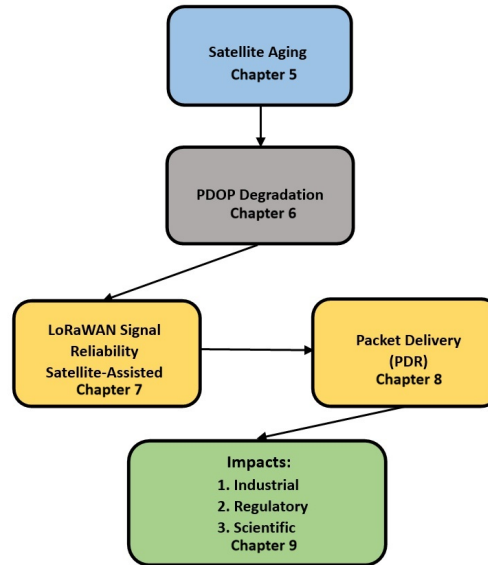 Satellite Aging
Chapter 5
PDOP Degradation
Chapter 6
LoRaWAN Signal
Reliability
Satellite-Assisted
Chapter 7
Packet Delivery
(PDR)
Chapter 8
Impacts:
1. Industrial
2. Regulatory
3. Scientific
Chapter 9